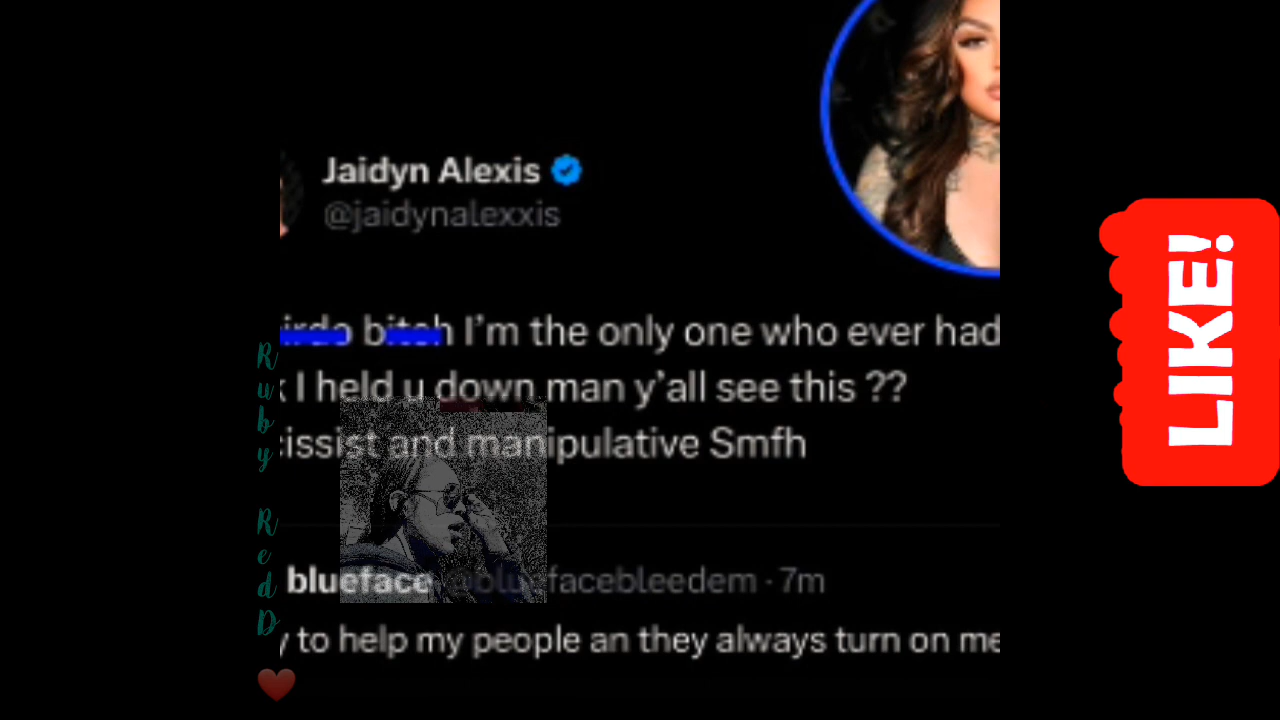 Jaidyn Alexis
@jaidynalexxis
bitch I'm the only one who ever had
I held u down man y'all see this ??
and manipulative Smfh
blueface @bluefacebleedem · 7m
to help my people an they always turn on me
Ruby RedD
LIKE!